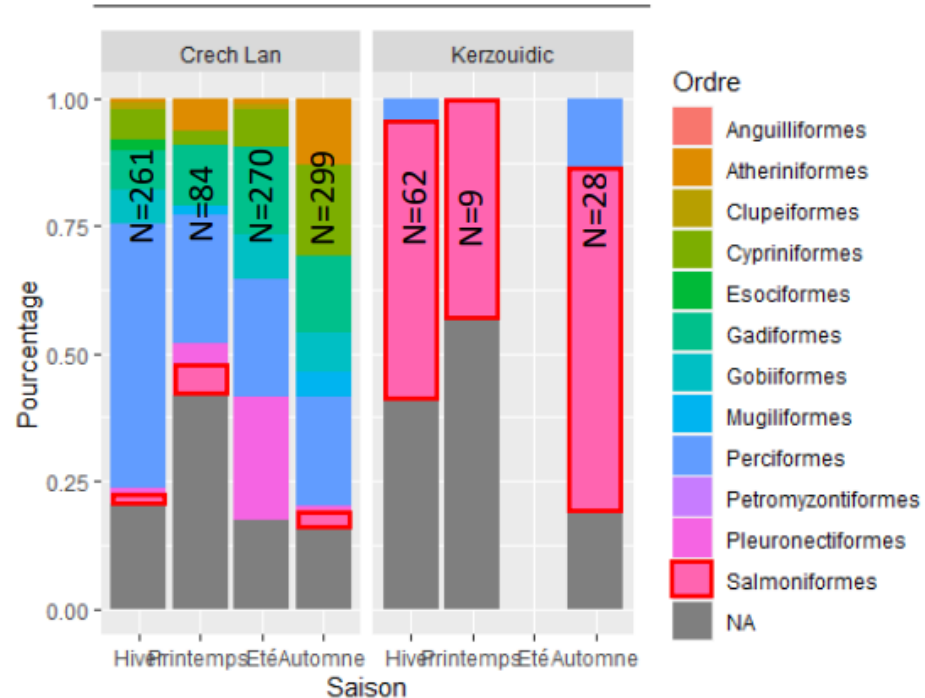 Crech Lan
Kerzouidic
Ordre
Anguilliformes
Atheriniformes
Clupeiformes
Cypriniformes
Esociformes
Gadiformes
Gobiiformes
Mugiliformes
Perciformes
Petromyzontiformes
Pleuronectiformes
Salmoniformes
NA
Pourcentage
1.00
0.75
0.50
0.25
0.00
N=261
N=84
N=270
N=299
N=62
N=9
N=28
Hiver Printemps Eté Automne
Hiver Printemps Eté Automne
Saison